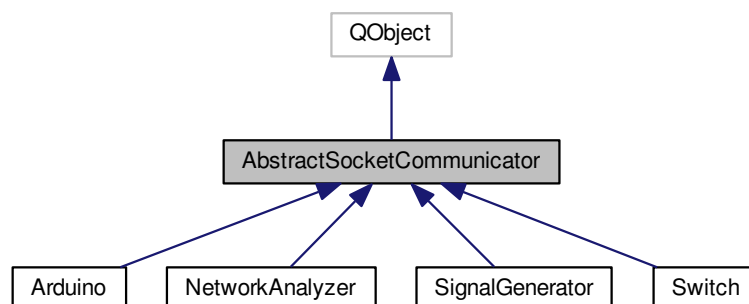 QObject
AbstractSocketCommunicator
Arduino
NetworkAnalyzer
SignalGenerator
Switch